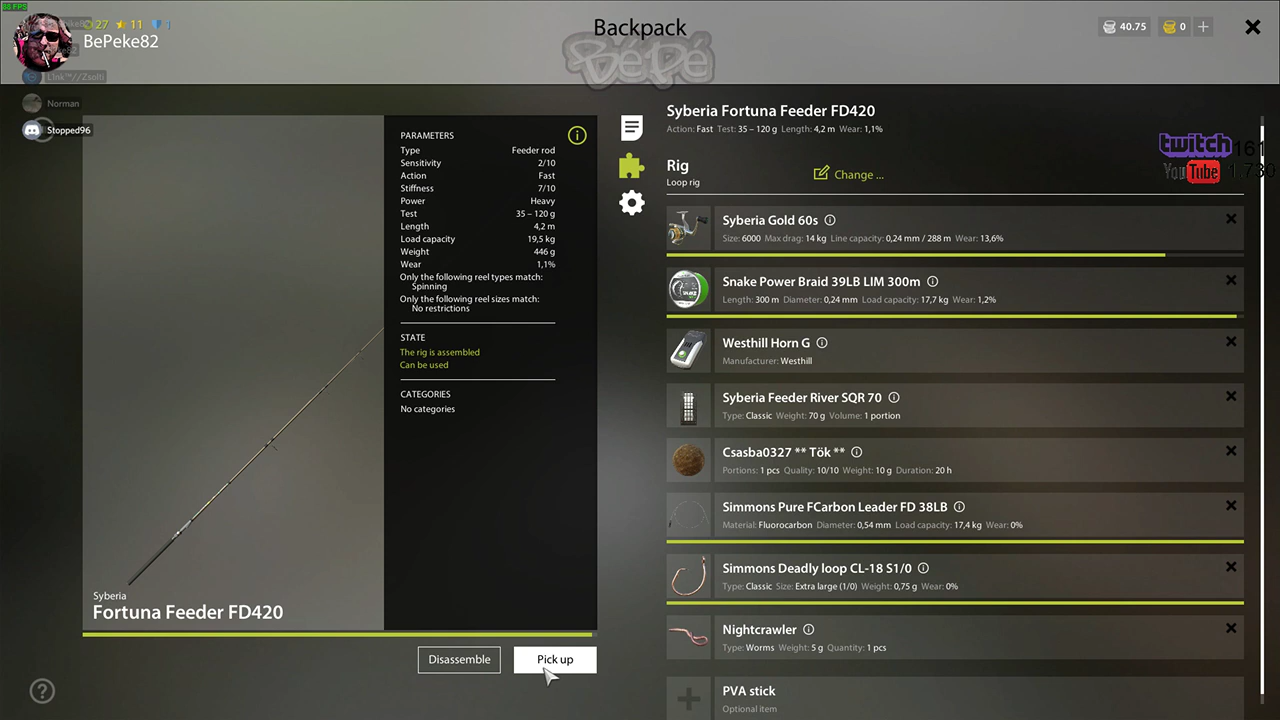 88 FPS
27 11 1
BePeke82
L1nk™//Zsolti
Norman
Stopped96
Backpack
BéPé
40.75 0
PARAMETERS
Type Feeder rod
Sensitivity 2/10
Action Fast
Stiffness 7/10
Power Heavy
Test 35 – 120 g
Length 4,2 m
Load capacity 19,5 kg
Weight 446 g
Wear 1,1%
Only the following reel types match:
Spinning
Only the following reel sizes match:
No restrictions
STATE
The rig is assembled
Can be used
CATEGORIES
No categories
Syberia
Fortuna Feeder FD420
Disassemble
Pick up
Syberia Fortuna Feeder FD420
Action: Fast Test: 35 – 120 g Length: 4,2 m Wear: 1,1%
Rig
Loop rig
Change ...
twitch 161
YouTube 1.730
Syberia Gold 60s
Size: 6000 Max drag: 14 kg Line capacity: 0,24 mm / 288 m Wear: 13,6%
Snake Power Braid 39LB LIM 300m
Length: 300 m Diameter: 0,24 mm Load capacity: 17,7 kg Wear: 1,2%
Westhill Horn G
Manufacturer: Westhill
Syberia Feeder River SQR 70
Type: Classic Weight: 70 g Volume: 1 portion
Csasba0327 ** Tök **
Portions: 1 pcs Quality: 10/10 Weight: 10 g Duration: 20 h
Simmons Pure FCarbon Leader FD 38LB
Material: Fluorocarbon Diameter: 0,54 mm Load capacity: 17,4 kg Wear: 0%
Simmons Deadly loop CL-18 S1/0
Type: Classic Size: Extra large (1/0) Weight: 0,75 g Wear: 0%
Nightcrawler
Type: Worms Weight: 5 g Quantity: 1 pcs
PVA stick
Optional item